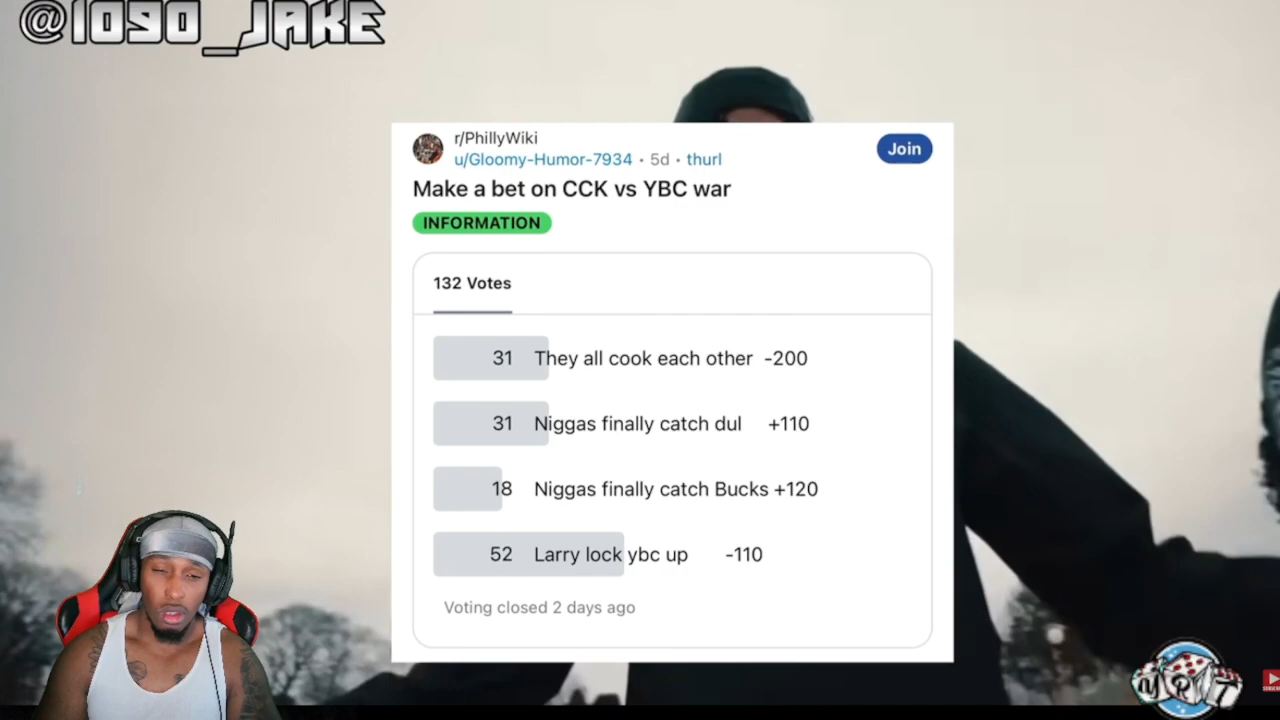 @1090_JAKE
r/PhillyWiki
u/Gloomy-Humor-7934 • 5d • thurl
Join
Make a bet on CCK vs YBC war
INFORMATION
132 Votes
31 They all cook each other -200
31 Niggas finally catch dul +110
18 Niggas finally catch Bucks +120
52 Larry lock ybc up -110
Voting closed 2 days ago